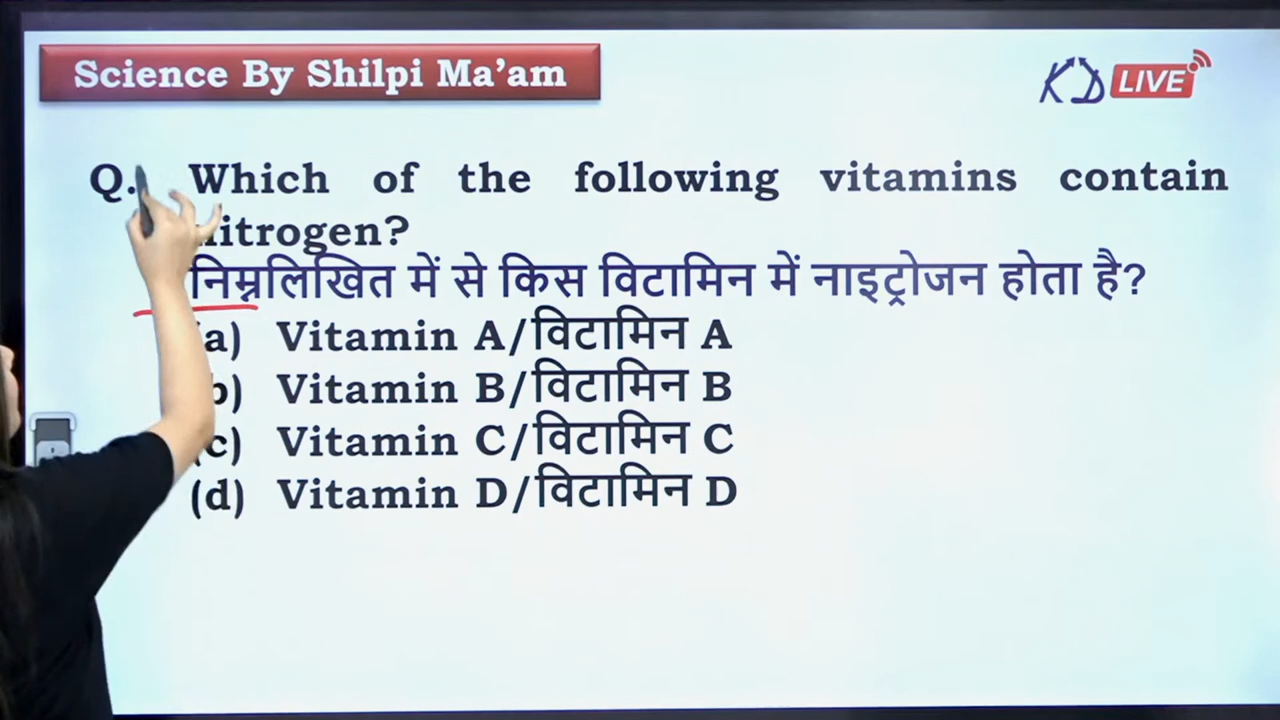 Science By Shilpi Ma'am
KD LIVE
Q. Which of the following vitamins contain
nitrogen?
निम्नलिखित में से किस विटामिन में नाइट्रोजन होता है?
(a) Vitamin A/विटामिन A
(b) Vitamin B/विटामिन B
(c) Vitamin C/विटामिन C
(d) Vitamin D/विटामिन D